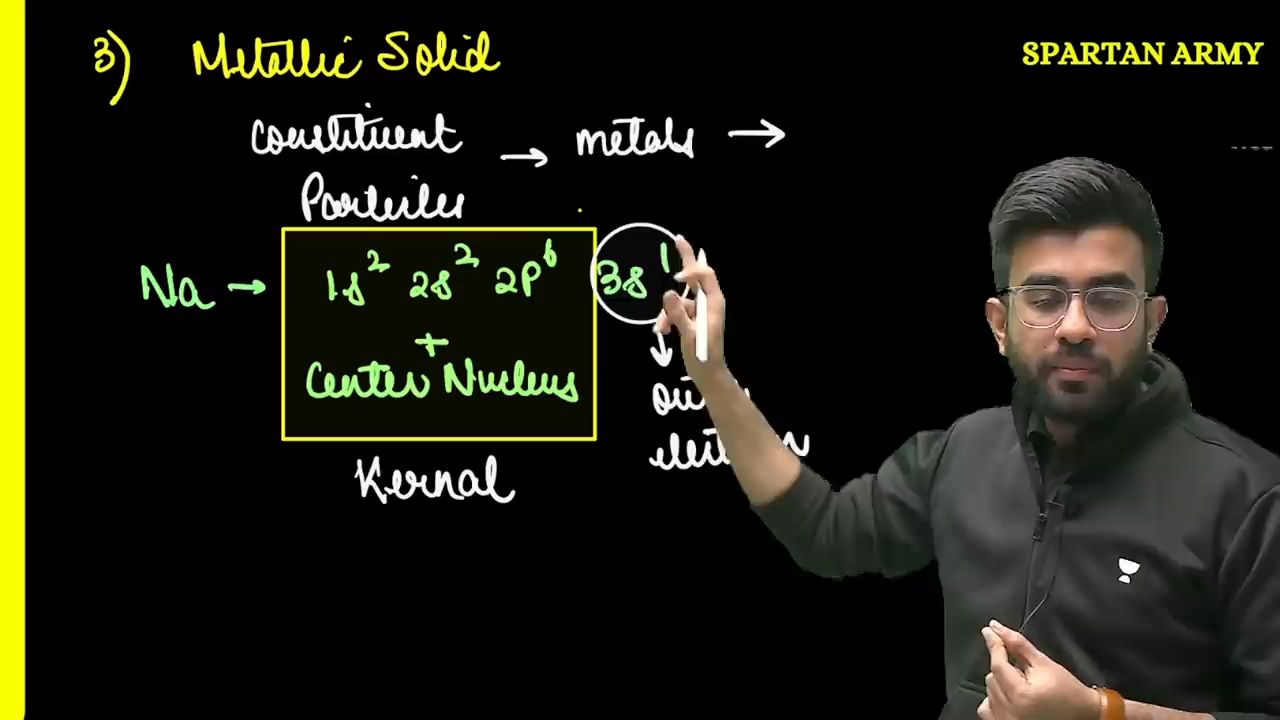 3) Metallic Solid
SPARTAN ARMY
Constituent Particles → metals →
Na → 1s² 2s² 2p⁶ 3s¹
+
Center Nucleus
Kernal